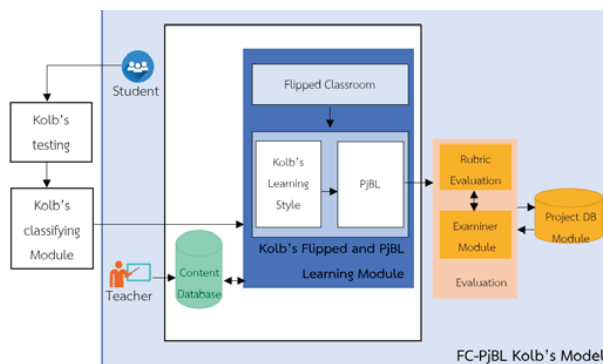 Student
Kolb's
testing
Kolb's
classifying
Module
Teacher
Content
Database
Flipped Classroom
Kolb's
Learning
Style
PjBL
Kolb's Flipped and PjBL
Learning Module
Rubric
Evaluation
Examiner
Module
Evaluation
Project DB
Module
FC-PjBL Kolb's Model